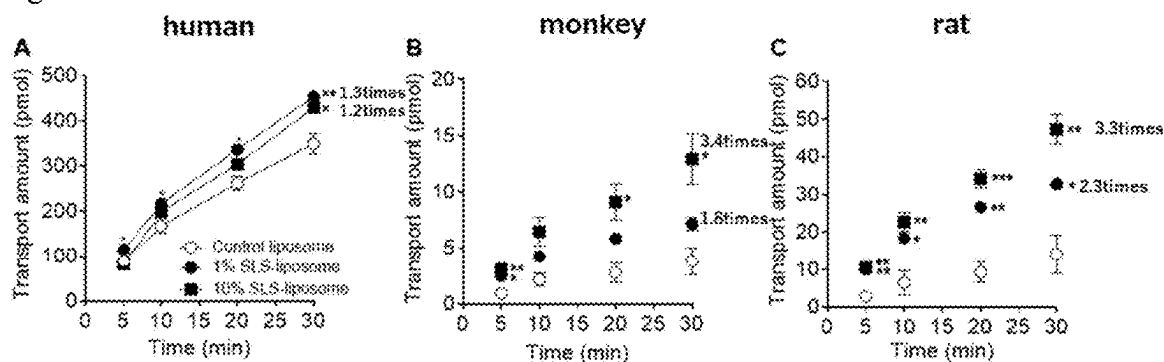 human
monkey
rat
A
Transport amount (pmol)
500
400
300
200
100
0
** 1.3times
* 1.2times
Control liposome
1% SLS-liposome
10% SLS-liposome
0 5 10 15 20 25 30
Time (min)
B
Transport amount (pmol)
20
15
10
5
0
3.4times
*
*
1.8times
**
*
0 5 10 15 20 25 30
Time (min)
C
Transport amount (pmol)
60
50
40
30
20
10
0
** 3.3times
***
* 2.3times
**
**
*
**
**
0 5 10 15 20 25 30
Time (min)